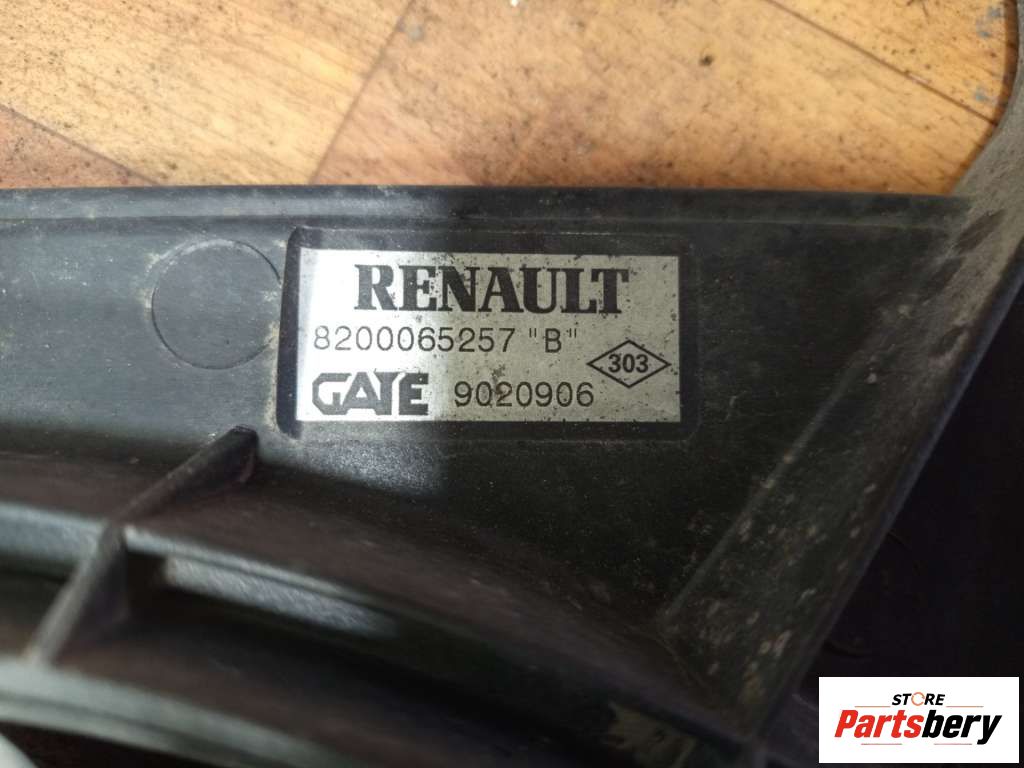 RENAULT
8200065257 "B"
303
GATE 9020906
STORE
Partsbery